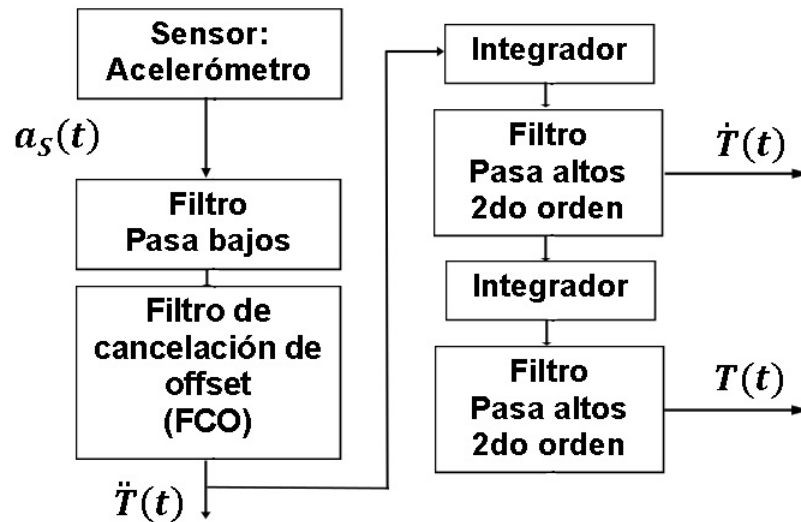 Sensor:
Acelerómetro
a_S(t)
Filtro
Pasa bajos
Filtro de
cancelación de
offset
(FCO)
T̈(t)
Integrador
Filtro
Pasa altos
2do orden
Ṫ(t)
Integrador
Filtro
Pasa altos
2do orden
T(t)